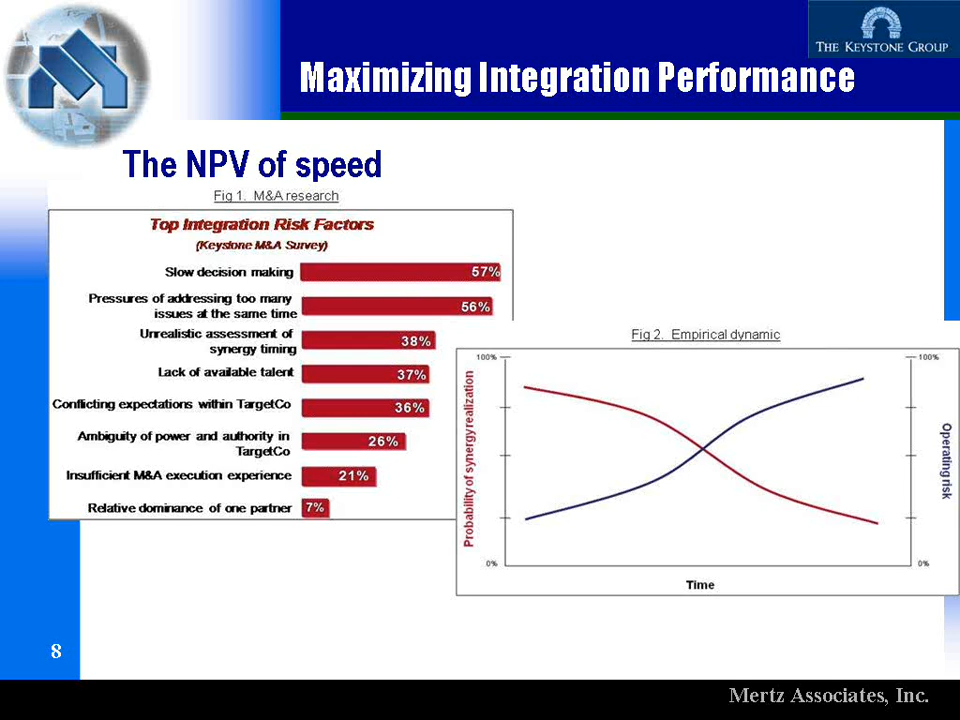 THE KEYSTONE GROUP
Maximizing Integration Performance
The NPV of speed
Fig 1. M&A research
Top Integration Risk Factors
(Keystone M&A Survey)
Slow decision making 57%
Pressures of addressing too many
issues at the same time 56%
Unrealistic assessment of
synergy timing 38%
Lack of available talent 37%
Conflicting expectations within TargetCo 36%
Ambiguity of power and authority in
TargetCo 26%
Insufficient M&A execution experience 21%
Relative dominance of one partner 7%
Fig 2. Empirical dynamic
100%
100%
Probability of synergy realization
Operating risk
0%
0%
Time
8
Mertz Associates, Inc.